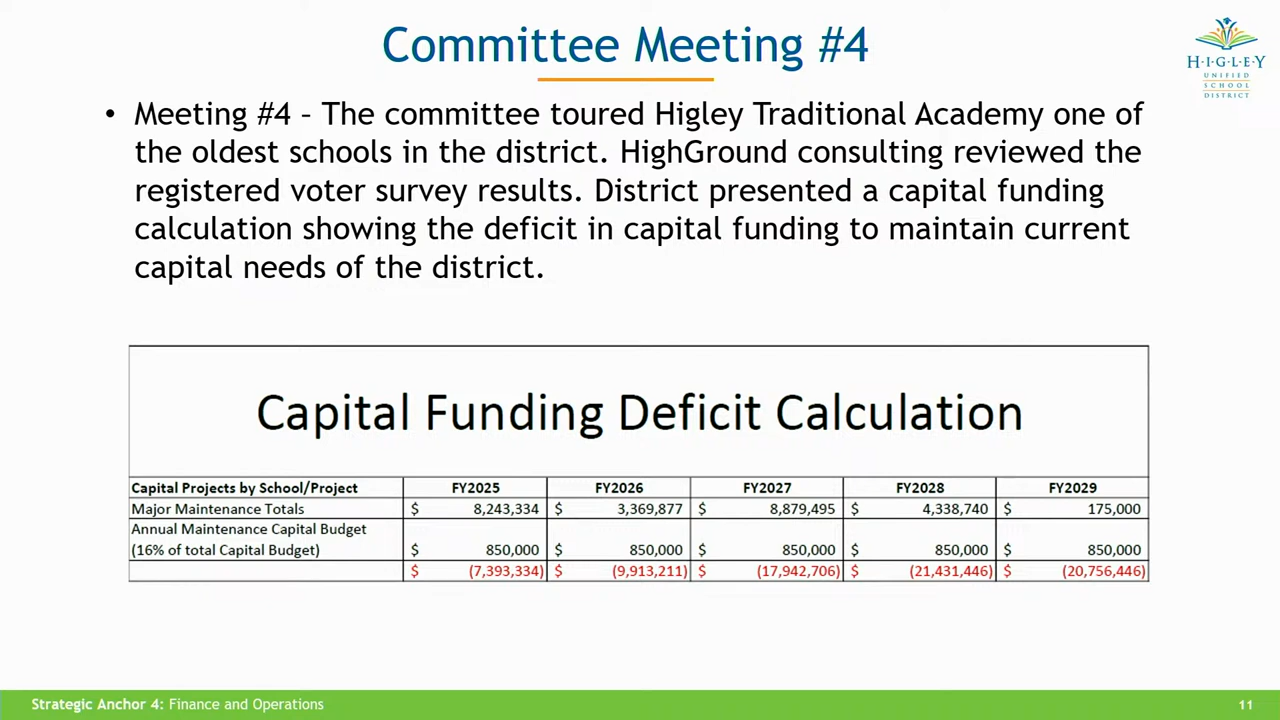 Committee Meeting #4
H·I·G·L·E·Y
UNIFIED
SCHOOL
DISTRICT
• Meeting #4 – The committee toured Higley Traditional Academy one of
the oldest schools in the district. HighGround consulting reviewed the
registered voter survey results. District presented a capital funding
calculation showing the deficit in capital funding to maintain current
capital needs of the district.
Capital Funding Deficit Calculation
Capital Projects by School/Project FY2025 FY2026 FY2027 FY2028 FY2029
Major Maintenance Totals $ 8,243,334 $ 3,369,877 $ 8,879,495 $ 4,338,740 $ 175,000
Annual Maintenance Capital Budget
(16% of total Capital Budget) $ 850,000 $ 850,000 $ 850,000 $ 850,000 $ 850,000
$ (7,393,334) $ (9,913,211) $ (17,942,706) $ (21,431,446) $ (20,756,446)
Strategic Anchor 4: Finance and Operations 11